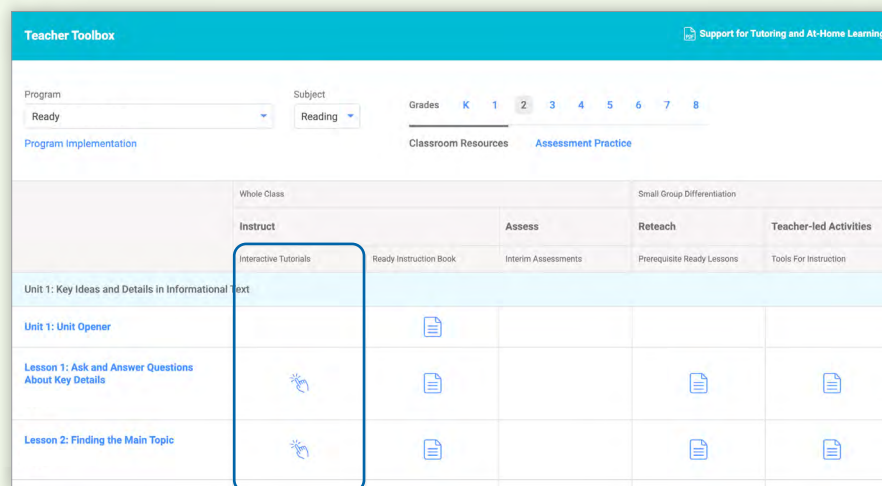 Teacher Toolbox
PDF
Support for Tutoring and At-Home Learning
Program
Subject
Ready
Reading
Grades K 1 2 3 4 5 6 7 8
Program Implementation
Classroom Resources Assessment Practice
Whole Class
Small Group Differentiation
Instruct
Assess
Reteach
Teacher-led Activities
Interactive Tutorials
Ready Instruction Book
Interim Assessments
Prerequisite Ready Lessons
Tools For Instruction
Unit 1: Key Ideas and Details in Informational Text
Unit 1: Unit Opener
Lesson 1: Ask and Answer Questions
About Key Details
Lesson 2: Finding the Main Topic